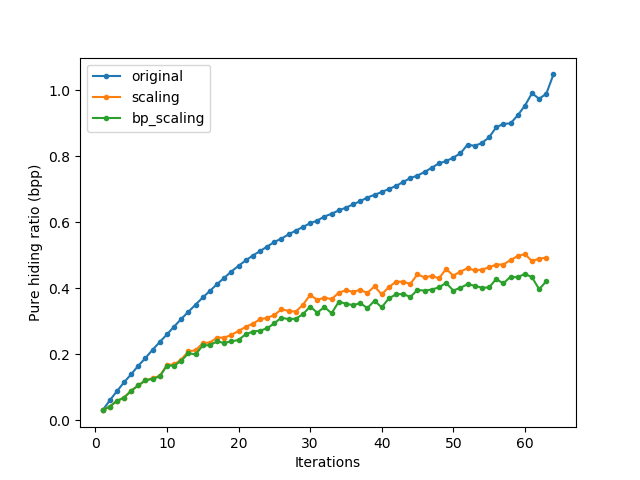 original
scaling
bp_scaling
Pure hiding ratio (bpp)
1.0
0.8
0.6
0.4
0.2
0.0
0 10 20 30 40 50 60
Iterations